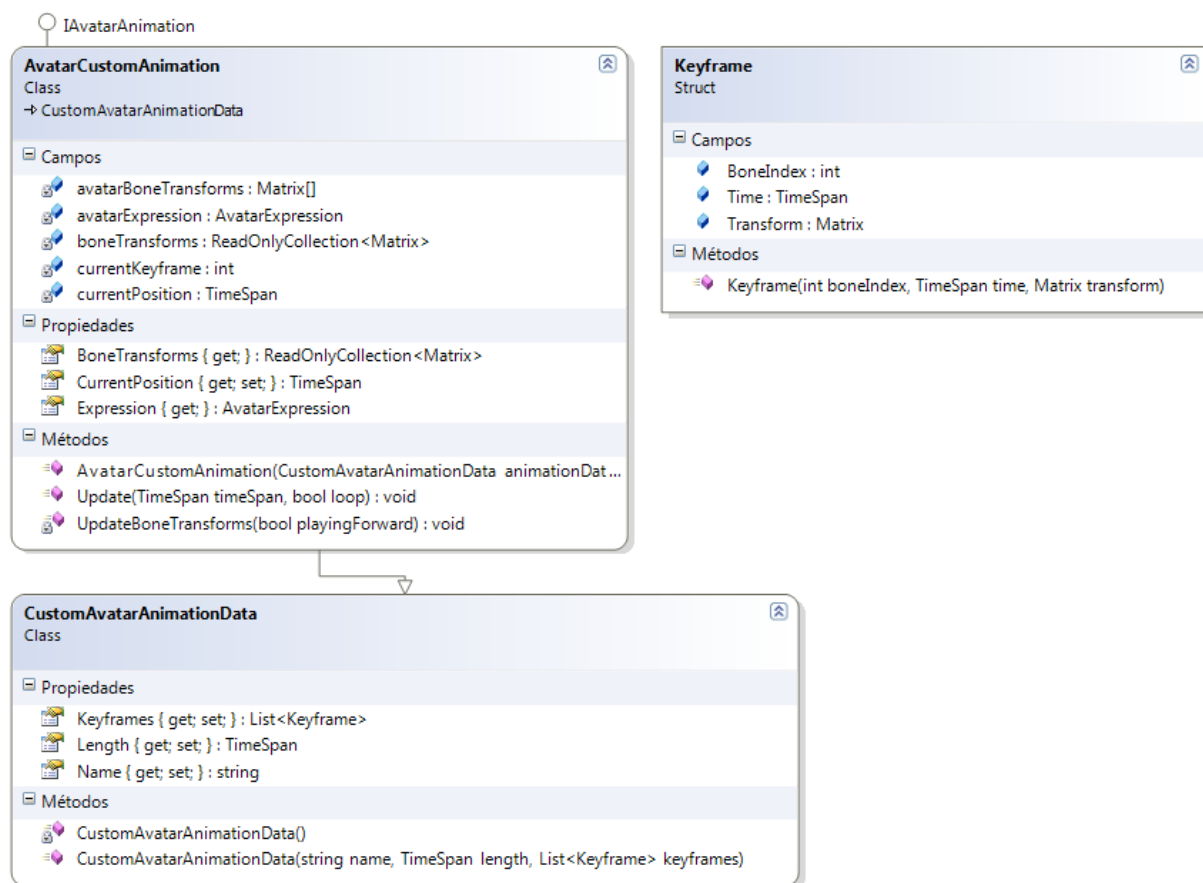 IAvatarAnimation
AvatarCustomAnimation
Class
CustomAvatarAnimationData
Campos
avatarBoneTransforms : Matrix[]
avatarExpression : AvatarExpression
boneTransforms : ReadOnlyCollection<Matrix>
currentKeyframe : int
currentPosition : TimeSpan
Propiedades
BoneTransforms { get; } : ReadOnlyCollection<Matrix>
CurrentPosition { get; set; } : TimeSpan
Expression { get; } : AvatarExpression
Métodos
AvatarCustomAnimation(CustomAvatarAnimationData animationDat...
Update(TimeSpan timeSpan, bool loop) : void
UpdateBoneTransforms(bool playingForward) : void
Keyframe
Struct
Campos
BoneIndex : int
Time : TimeSpan
Transform : Matrix
Métodos
Keyframe(int boneIndex, TimeSpan time, Matrix transform)
CustomAvatarAnimationData
Class
Propiedades
Keyframes { get; set; } : List<Keyframe>
Length { get; set; } : TimeSpan
Name { get; set; } : string
Métodos
CustomAvatarAnimationData()
CustomAvatarAnimationData(string name, TimeSpan length, List<Keyframe> keyframes)